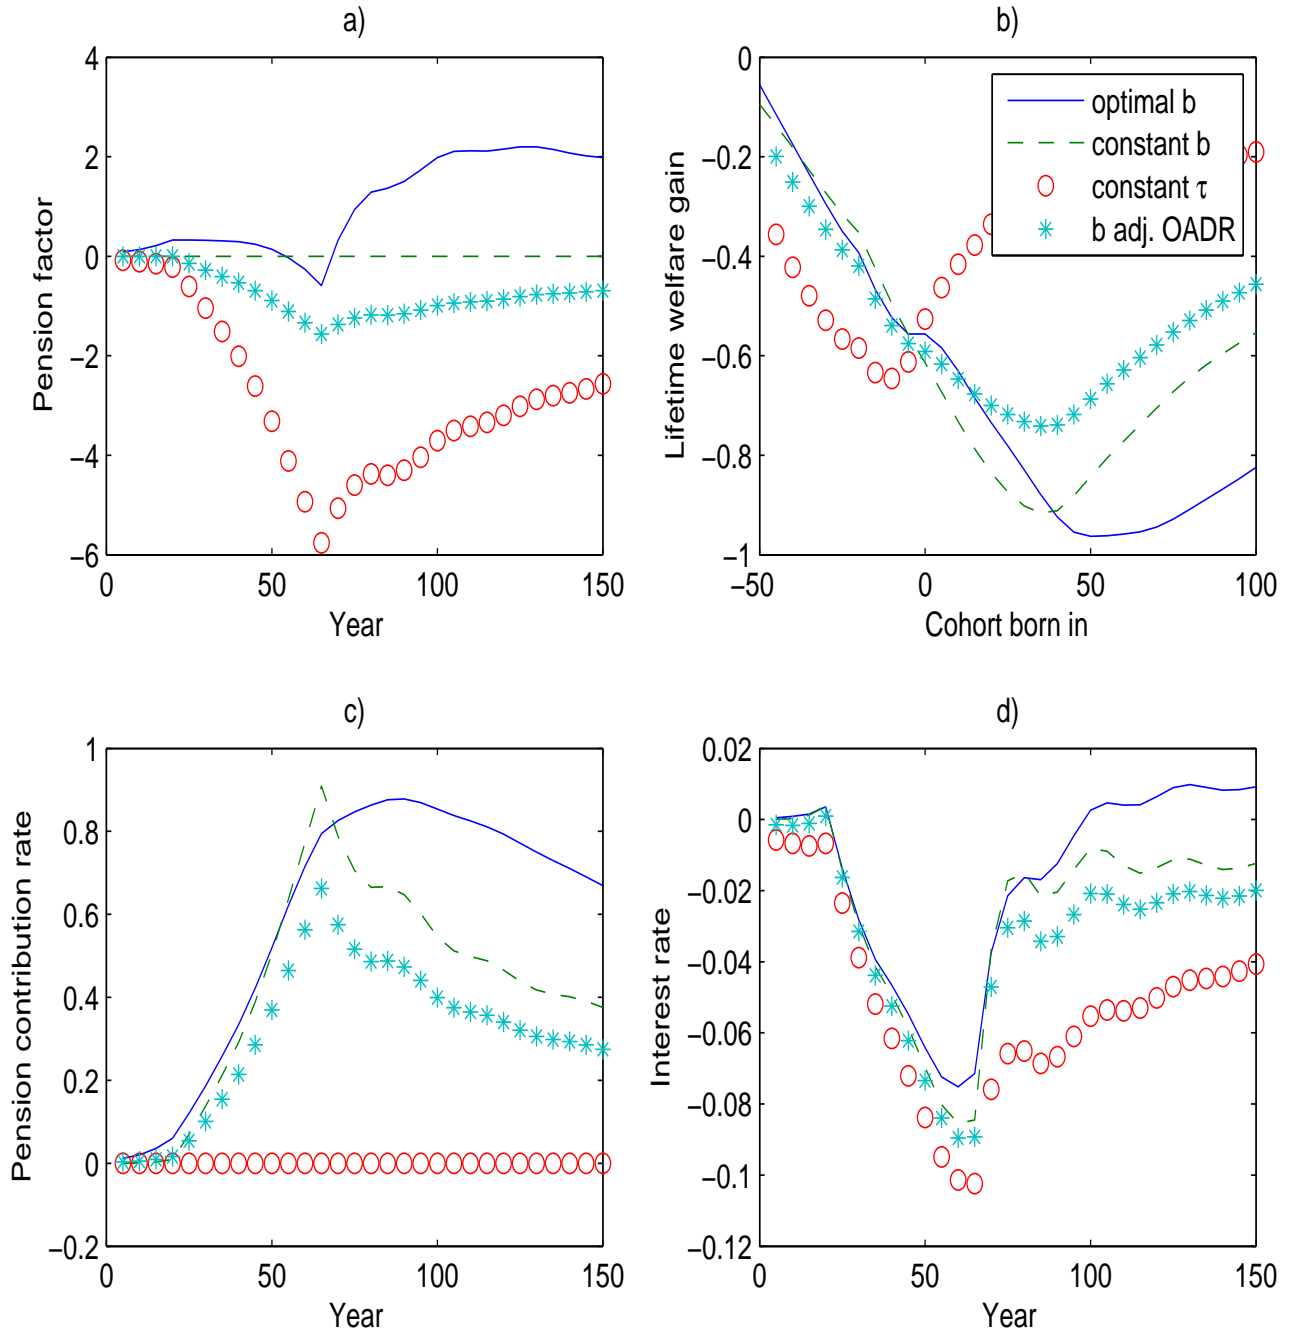 a)
4
2
0
−2
−4
−6
0
50
100
150
Pension factor
Year
b)
0
−0.2
−0.4
−0.6
−0.8
−1
−50
0
50
100
Lifetime welfare gain
Cohort born in
optimal b
constant b
constant τ
b adj. OADR
c)
1
0.8
0.6
0.4
0.2
0
−0.2
0
50
100
150
Pension contribution rate
Year
d)
0.02
0
−0.02
−0.04
−0.06
−0.08
−0.1
−0.12
0
50
100
150
Interest rate
Year